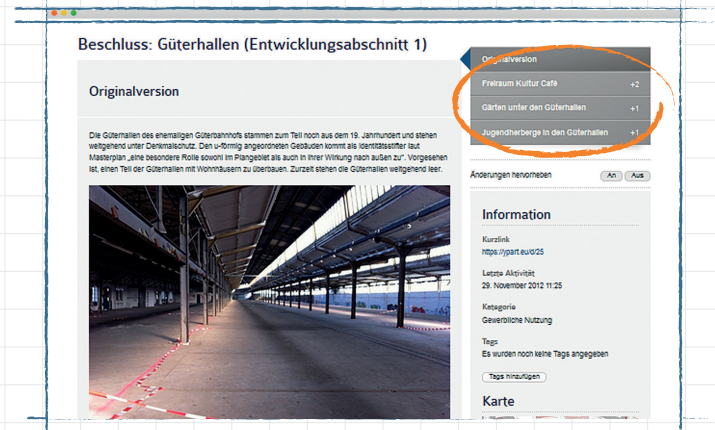 Beschluss: Güterhallen (Entwicklungsabschnitt 1)
Originalversion
Die Güterhallen des ehemaligen Güterbahnhofs stammen zum Teil noch aus dem 19. Jahrhundert und stehen
weitgehend unter Denkmalschutz. Den u-förmig angeordneten Gebäuden kommt als Identitätsstifter laut
Masterplan „eine besondere Rolle sowohl im Plangebiet als auch in ihrer Wirkung nach außen zu“. Vorgesehen
ist, einen Teil der Güterhallen mit Wohnhäusern zu überbauen. Zurzeit stehen die Güterhallen weitgehend leer.
Originalversion
Freiraum Kultur Café +2
Gärten unter den Güterhallen +1
Jugendherberge in den Güterhallen +1
Änderungen hervorheben An Aus
Information
Kurzlink
https://ypart.eu/d/25
Letzte Aktivität
29. November 2012 11:25
Kategorie
Gewerbliche Nutzung
Tags
Es wurden noch keine Tags angegeben
Tags hinzufügen
Karte